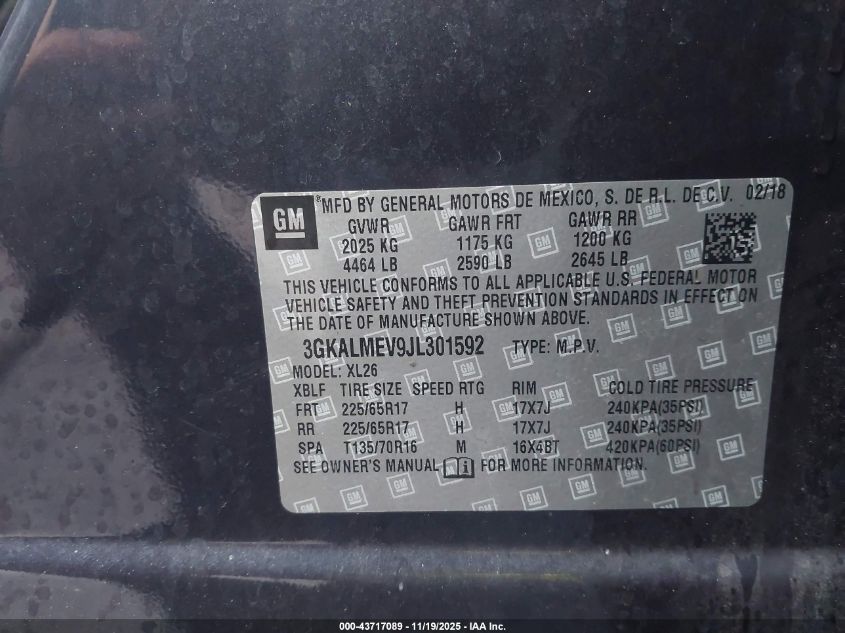 GM
® MFD BY GENERAL MOTORS DE MEXICO, S. DE R.L. DE C.V. 02/18
GVWR GAWR FRT GAWR RR
2025 KG 1175 KG 1200 KG
4464 LB 2590 LB 2645 LB
THIS VEHICLE CONFORMS TO ALL APPLICABLE U.S. FEDERAL MOTOR
VEHICLE SAFETY AND THEFT PREVENTION STANDARDS IN EFFECT ON
THE DATE OF MANUFACTURE SHOWN ABOVE.
3GKALMEV9JL301592 TYPE: M.P.V.
MODEL: XL26
XBLF TIRE SIZE SPEED RTG RIM COLD TIRE PRESSURE
FRT 225/65R17 H 17X7J 240KPA(35PSI)
RR 225/65R17 H 17X7J 240KPA(35PSI)
SPA T135/70R16 M 16X4BT 420KPA(60PSI)
SEE OWNER'S MANUAL FOR MORE INFORMATION.
000-43717089 - 11/19/2025 - IAA Inc.